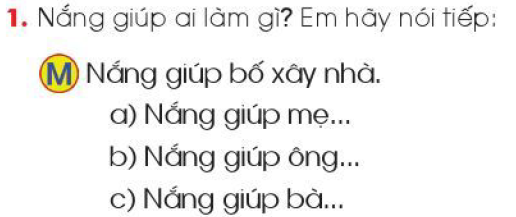 1. Nắng giúp ai làm gì? Em hãy nói tiếp:
M Nắng giúp bố xây nhà.
a) Nắng giúp mẹ...
b) Nắng giúp ông...
c) Nắng giúp bà...